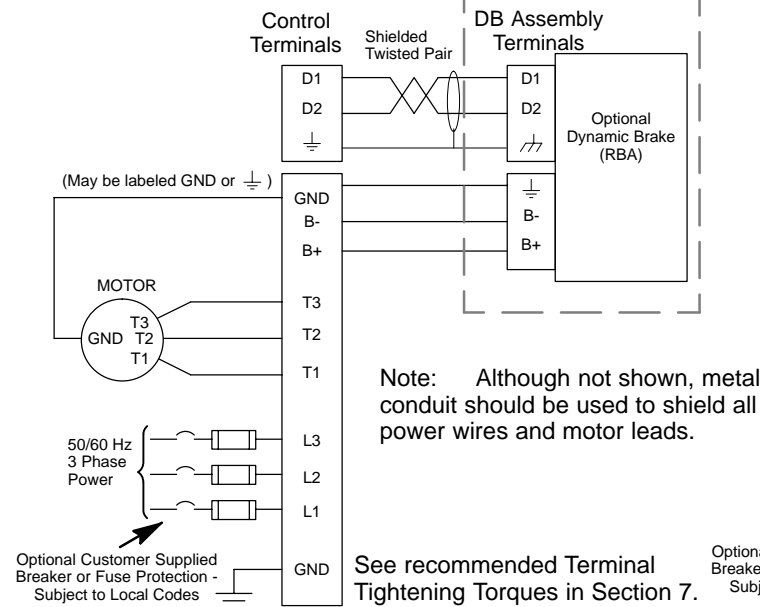 Control
Terminals
Shielded
Twisted Pair
DB Assembly
Terminals
D1
D2
D1
D2
Optional
Dynamic Brake
(RBA)
(May be labeled GND or ⏚ )
GND
B-
B+
B-
B+
MOTOR
GND
T3
T2
T1
T3
T2
T1
Note: Although not shown, metal
conduit should be used to shield all
power wires and motor leads.
50/60 Hz
3 Phase
Power
L3
L2
L1
Optional Customer Supplied
Breaker or Fuse Protection -
Subject to Local Codes
GND
See recommended Terminal
Tightening Torques in Section 7.